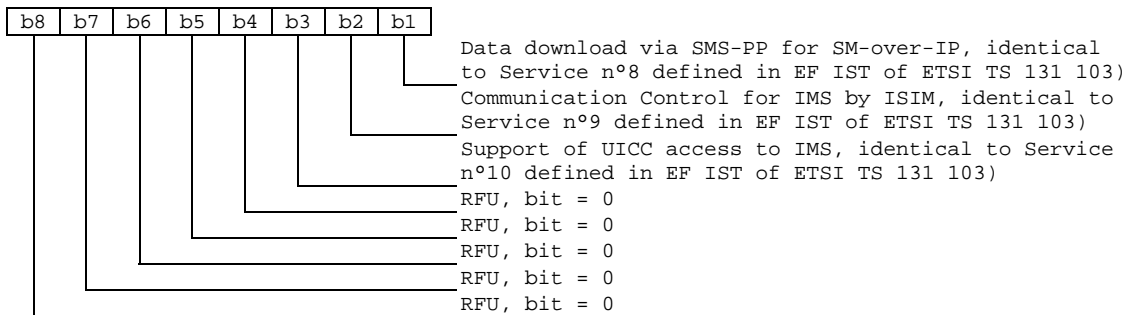 b8 b7 b6 b5 b4 b3 b2 b1
Data download via SMS-PP for SM-over-IP, identical
to Service n°8 defined in EF IST of ETSI TS 131 103)
Communication Control for IMS by ISIM, identical to
Service n°9 defined in EF IST of ETSI TS 131 103)
Support of UICC access to IMS, identical to Service
n°10 defined in EF IST of ETSI TS 131 103)
RFU, bit = 0
RFU, bit = 0
RFU, bit = 0
RFU, bit = 0
RFU, bit = 0